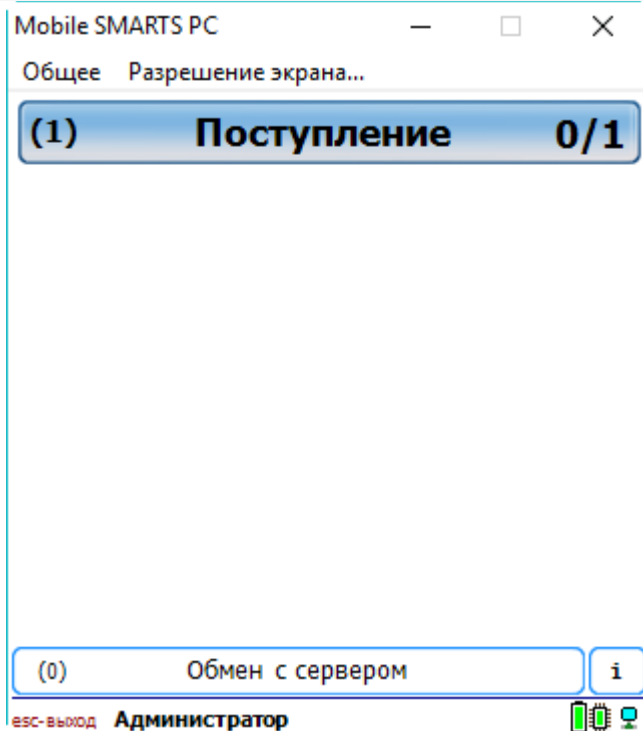 Mobile SMARTS PC
Общее Разрешение экрана...
(1) Поступление 0/1
(0) Обмен с сервером i
esc-выход Администратор